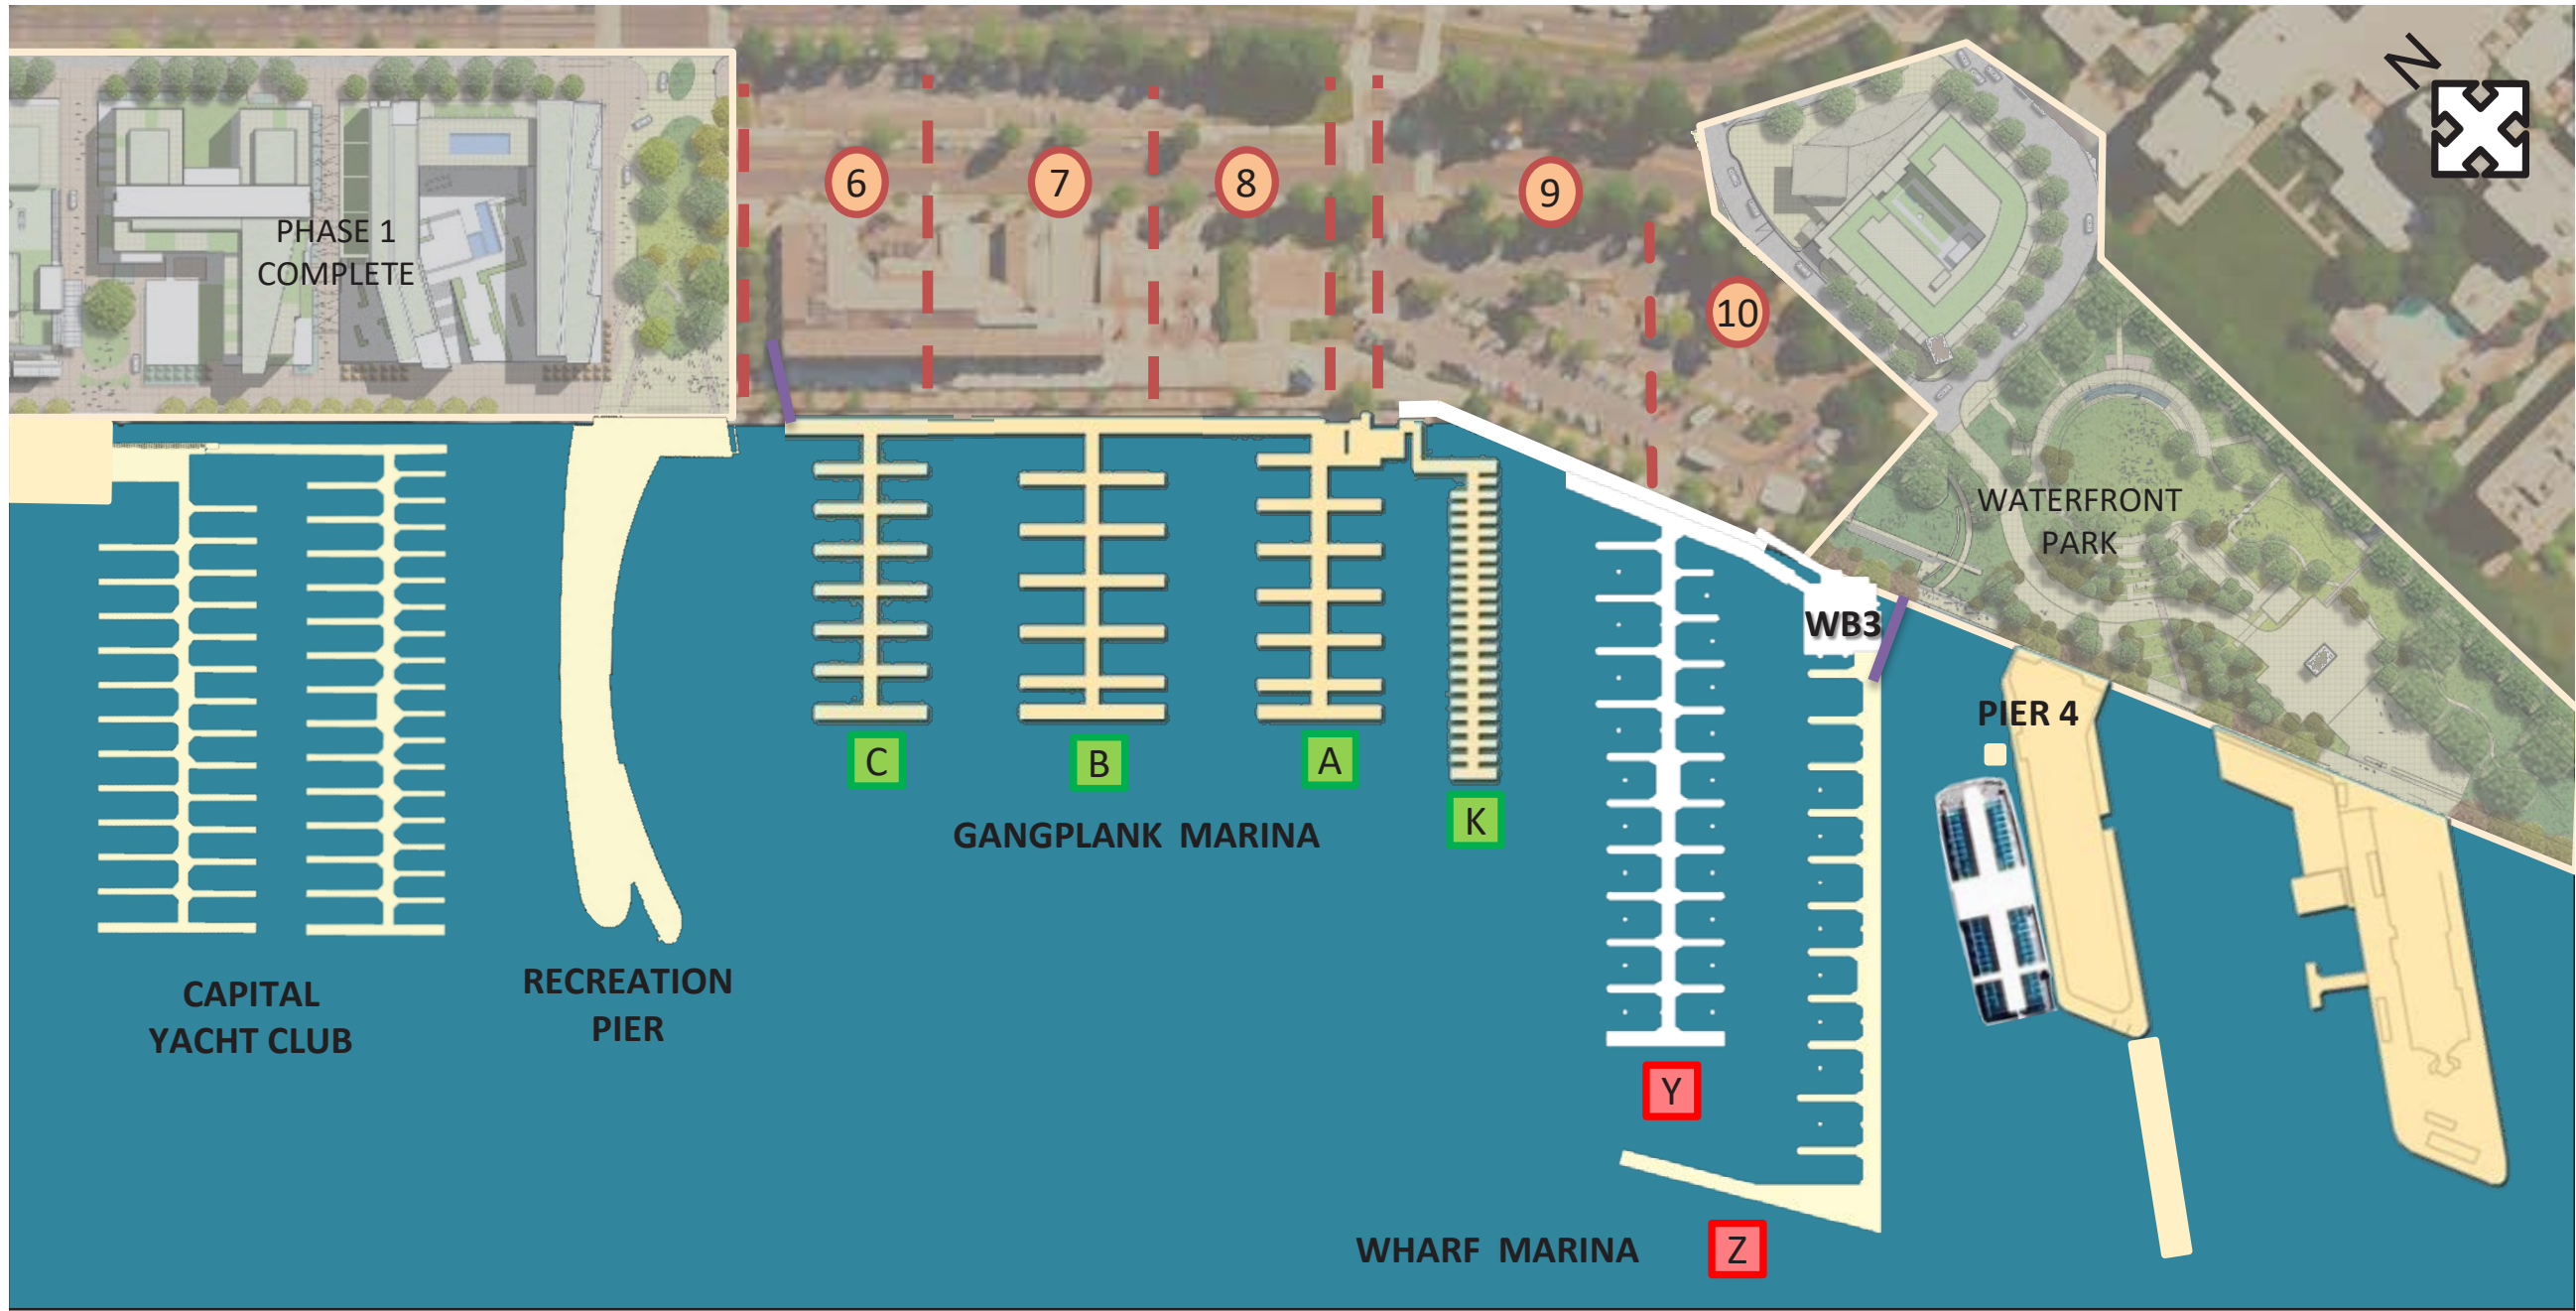 N
6
7
8
9
10
PHASE 1
COMPLETE
WATERFRONT
PARK
WB3
PIER 4
C
B
A
K
GANGPLANK MARINA
CAPITAL
YACHT CLUB
RECREATION
PIER
Y
WHARF MARINA
Z